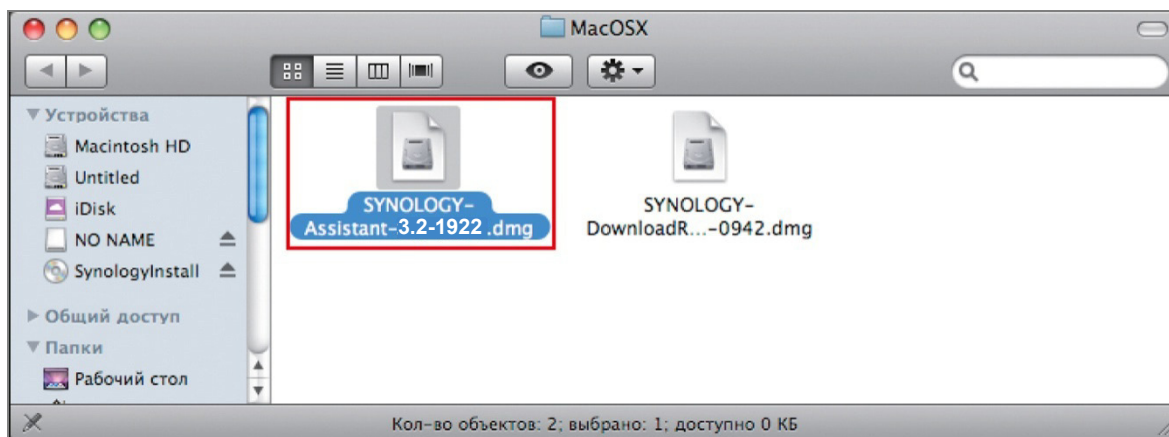 MacOSX
Устройства
Macintosh HD
Untitled
iDisk
NO NAME
SynologyInstall
Общий доступ
Папки
Рабочий стол
SYNOLOGY-
Assistant-3.2-1922 .dmg
SYNOLOGY-
DownloadR...-0942.dmg
Кол-во объектов: 2; выбрано: 1; доступно 0 КБ